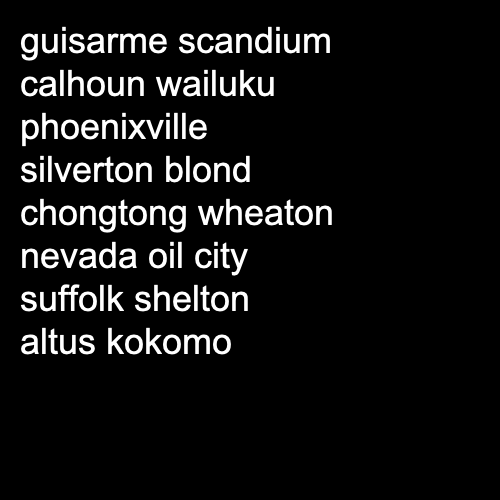 guisarme scandium
calhoun wailuku
phoenixville
silverton blond
chongtong wheaton
nevada oil city
suffolk shelton
altus kokomo